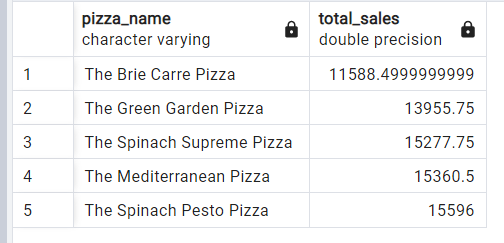 pizza_name total_sales
character varying double precision
1 The Brie Carre Pizza 11588.4999999999
2 The Green Garden Pizza 13955.75
3 The Spinach Supreme Pizza 15277.75
4 The Mediterranean Pizza 15360.5
5 The Spinach Pesto Pizza 15596